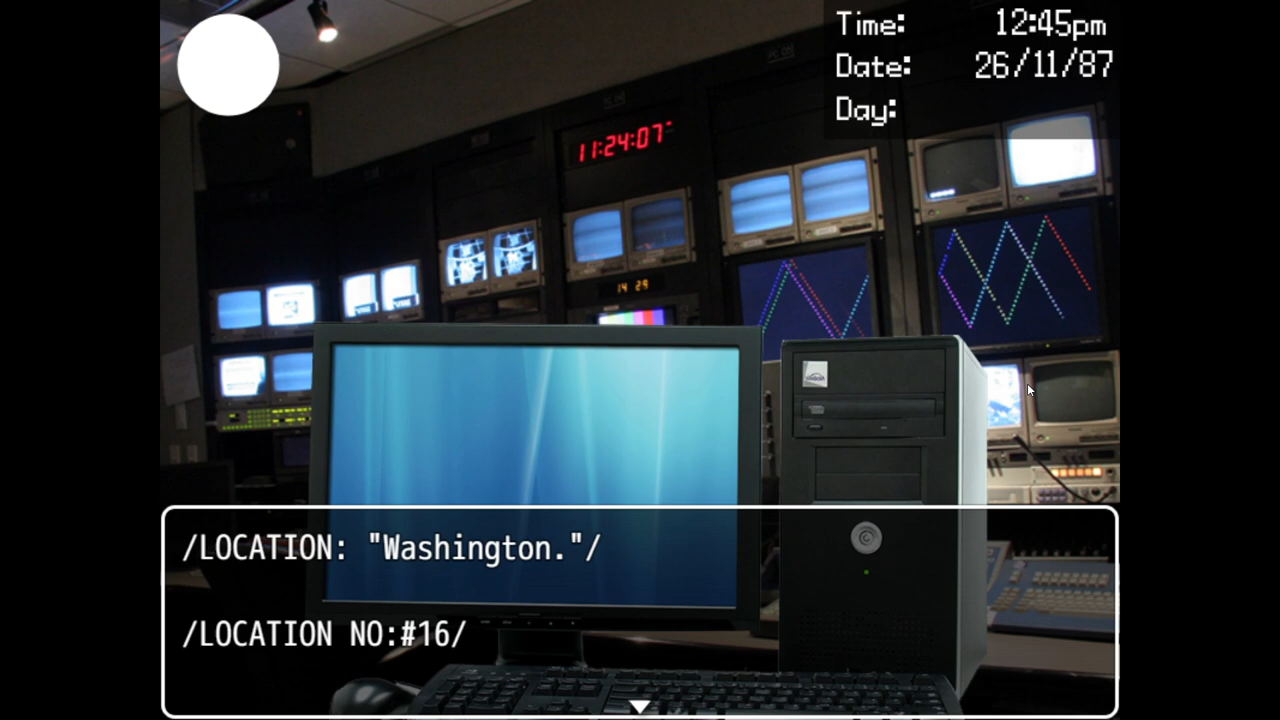 Time: 12:45pm
Date: 26/11/87
Day:
11:24:07
14 29
/LOCATION: "Washington."/
/LOCATION NO:#16/